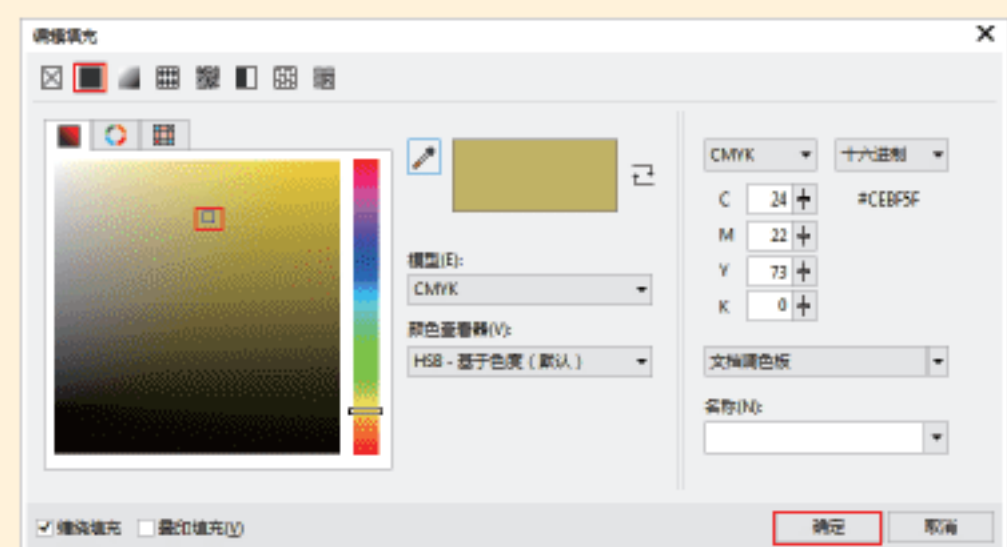 编辑填充
CMYK
十六进制
C 24
#CEBF5F
M 22
Y 73
K 0
模型(E):
CMYK
颜色查看器(V):
HSB - 基于色度（默认）
文档调色板
名称(N):
缠绕填充
叠印填充(V)
确定
取消